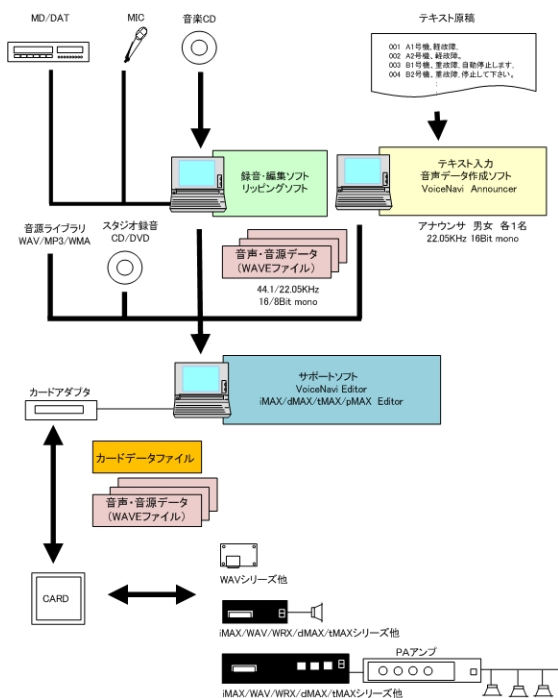 MD/DAT
MIC
音楽CD
テキスト原稿
001 A1号機、軽故障。
002 A2号機、軽故障。
003 B1号機、重故障、自動停止します。
004 B2号機、重故障、停止して下さい。
録音・編集ソフト
リッピングソフト
テキスト入力
音声データ作成ソフト
VoiceNavi Announcer
アナウンサ 男女 各1名
22.05KHz 16Bit mono
音源ライブラリ
WAV/MP3/WMA
スタジオ録音
CD/DVD
音声・音源データ
(WAVEファイル)
44.1/22.05KHz
16/8Bit mono
サポートソフト
VoiceNavi Editor
iMAX/dMAX/tMAX/pMAX Editor
カードアダプタ
カードデータファイル
音声・音源データ
(WAVEファイル)
CARD
WAVシリーズ他
iMAX/WAV/WRX/dMAX/tMAXシリーズ他
PAアンプ
iMAX/WAV/WRX/dMAX/tMAXシリーズ他